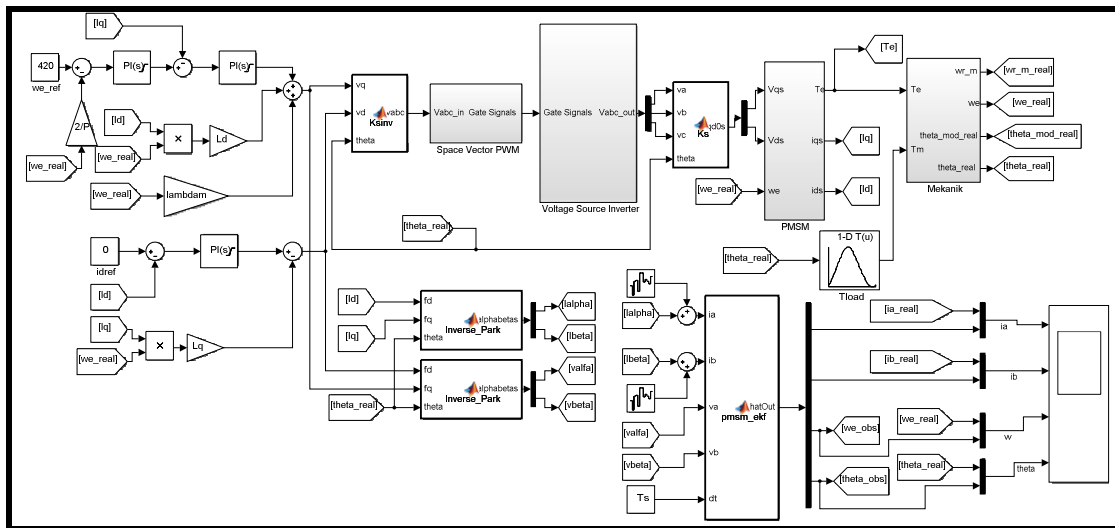 [Iq]
420
we_ref
PI(s)
PI(s)
2/P
[Id]
[we_real]
×
Ld
[we_real]
[we_real]
lambdam
0
idref
PI(s)
[Id]
[Iq]
[we_real]
×
Lq
vq
vd
theta
vabc
Ksinv
Vabc_in
Gate Signals
Space Vector PWM
Gate Signals
Vabc_out
Voltage Source Inverter
va
vb
vc
theta
qd0s
Ks
[theta_real]
[we_real]
Vqs
Vds
we
Te
iqs
ids
PMSM
[Te]
[Iq]
[Id]
Te
Tm
wr_m
we
theta_mod_real
theta_real
Mekanik
[wr_m_real]
[we_real]
[theta_mod_real]
[theta_real]
[theta_real]
1-D T(u)
Tload
[Id]
[Iq]
fd
fq
theta
alphabetas
Inverse_Park
[Ialpha]
[Ibeta]
fd
fq
theta
alphabetas
Inverse_Park
[theta_real]
[valfa]
[vbeta]
[Ialpha]
[Ibeta]
[valfa]
[vbeta]
Ts
ia
ib
va
vb
dt
hatOut
pmsm_ekf
[we_obs]
[theta_obs]
[ia_real]
ia
[ib_real]
ib
[we_real]
w
[theta_real]
theta